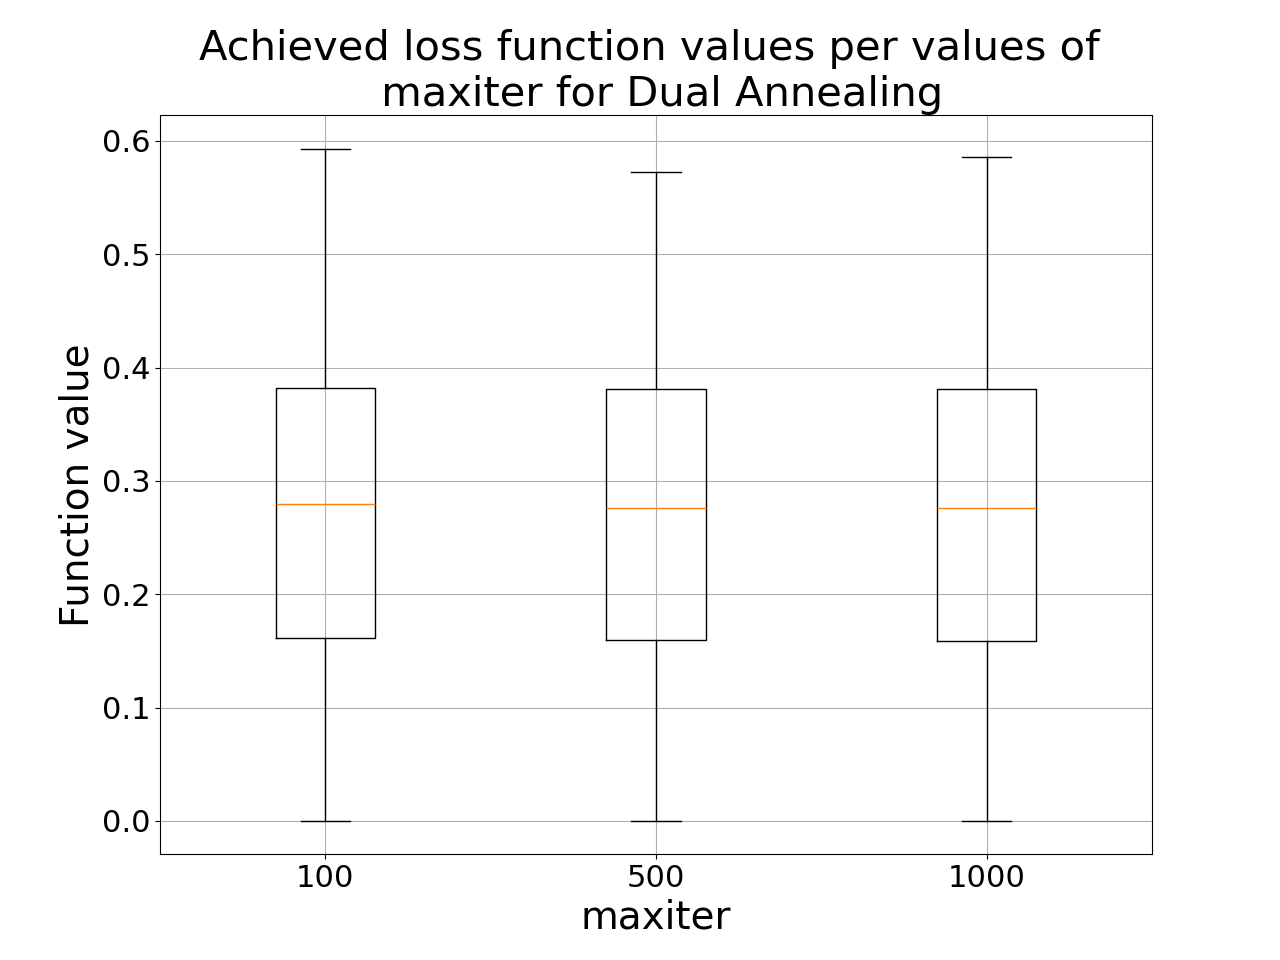 Achieved loss function values per values of
maxiter for Dual Annealing
Function value
0.6
0.5
0.4
0.3
0.2
0.1
0.0
100 500 1000
maxiter